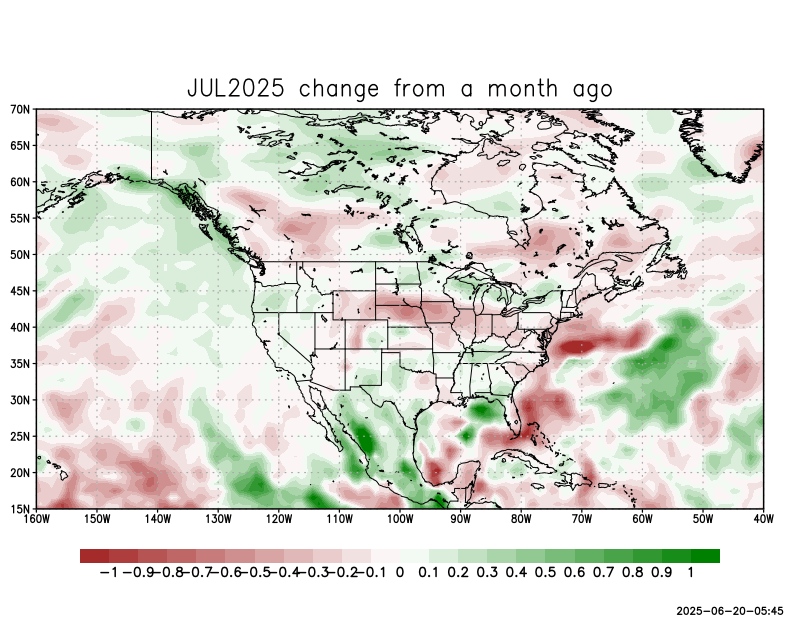 JUL2025 change from a month ago
70N
65N
60N
55N
50N
45N
40N
35N
30N
25N
20N
15N
160W 150W 140W 130W 120W 110W 100W 90W 80W 70W 60W 50W 40W
−1 −0.9 −0.8 −0.7 −0.6 −0.5 −0.4 −0.3 −0.2 −0.1 0 0.1 0.2 0.3 0.4 0.5 0.6 0.7 0.8 0.9 1
2025−06−20−05:45